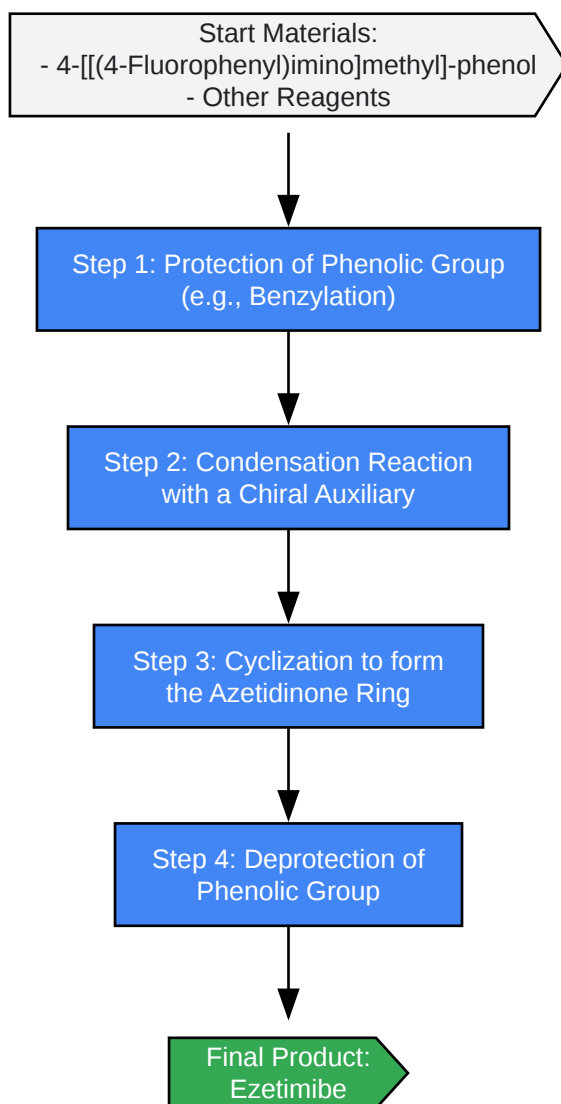 Start Materials:
- 4-[[(4-Fluorophenyl)imino]methyl]-phenol
- Other Reagents
Step 1: Protection of Phenolic Group
(e.g., Benzylation)
Step 2: Condensation Reaction
with a Chiral Auxiliary
Step 3: Cyclization to form
the Azetidinone Ring
Step 4: Deprotection of
Phenolic Group
Final Product:
Ezetimibe